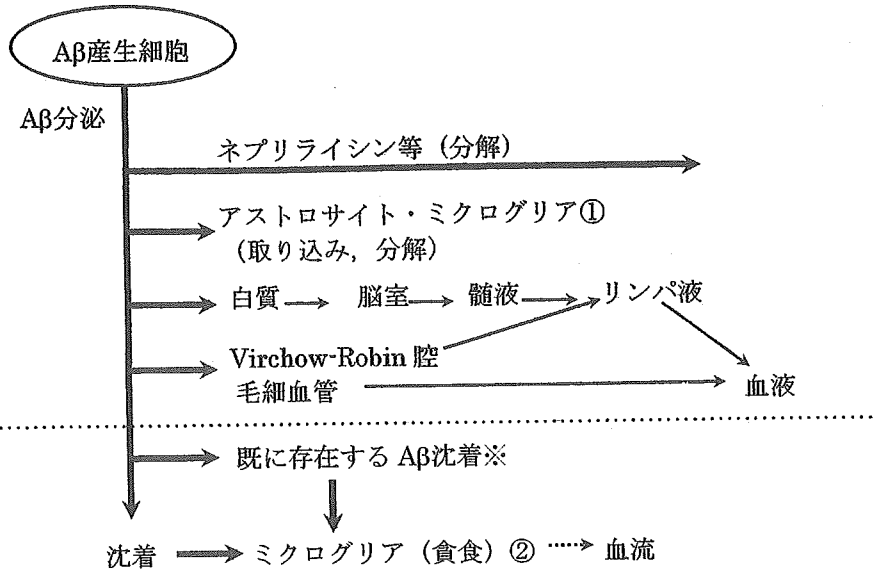 Aβ産生細胞
Aβ分泌
ネプリライシン等（分解）
アストロサイト・ミクログリア①
（取り込み，分解）
白質 脳室 髄液 リンパ液
Virchow-Robin 腔
毛細血管 血液
既に存在する Aβ沈着※
沈着 ミクログリア（貪食）② 血流